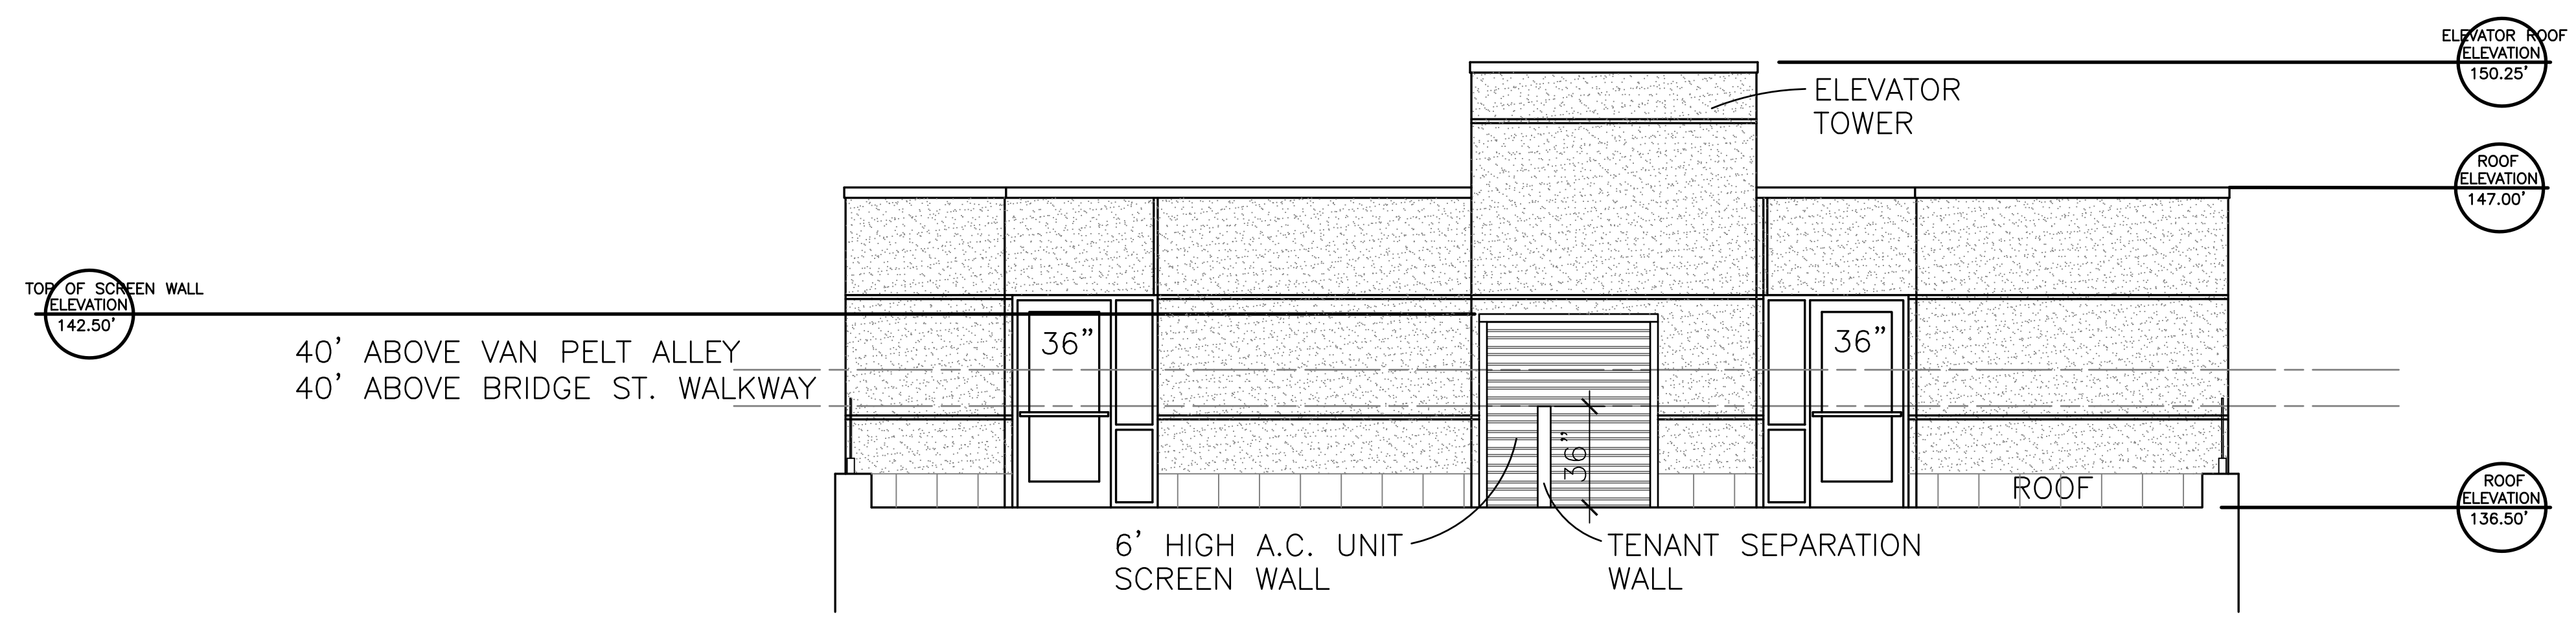 ELEVATOR ROOF
ELEVATION
150.25’
ELEVATOR
TOWER
ROOF
ELEVATION
147.00’
TOP OF SCREEN WALL
ELEVATION
142.50’
40’ ABOVE VAN PELT ALLEY
40’ ABOVE BRIDGE ST. WALKWAY
36”
36”
36”
ROOF
ROOF
ELEVATION
136.50’
6’ HIGH A.C. UNIT
SCREEN WALL
TENANT SEPARATION
WALL